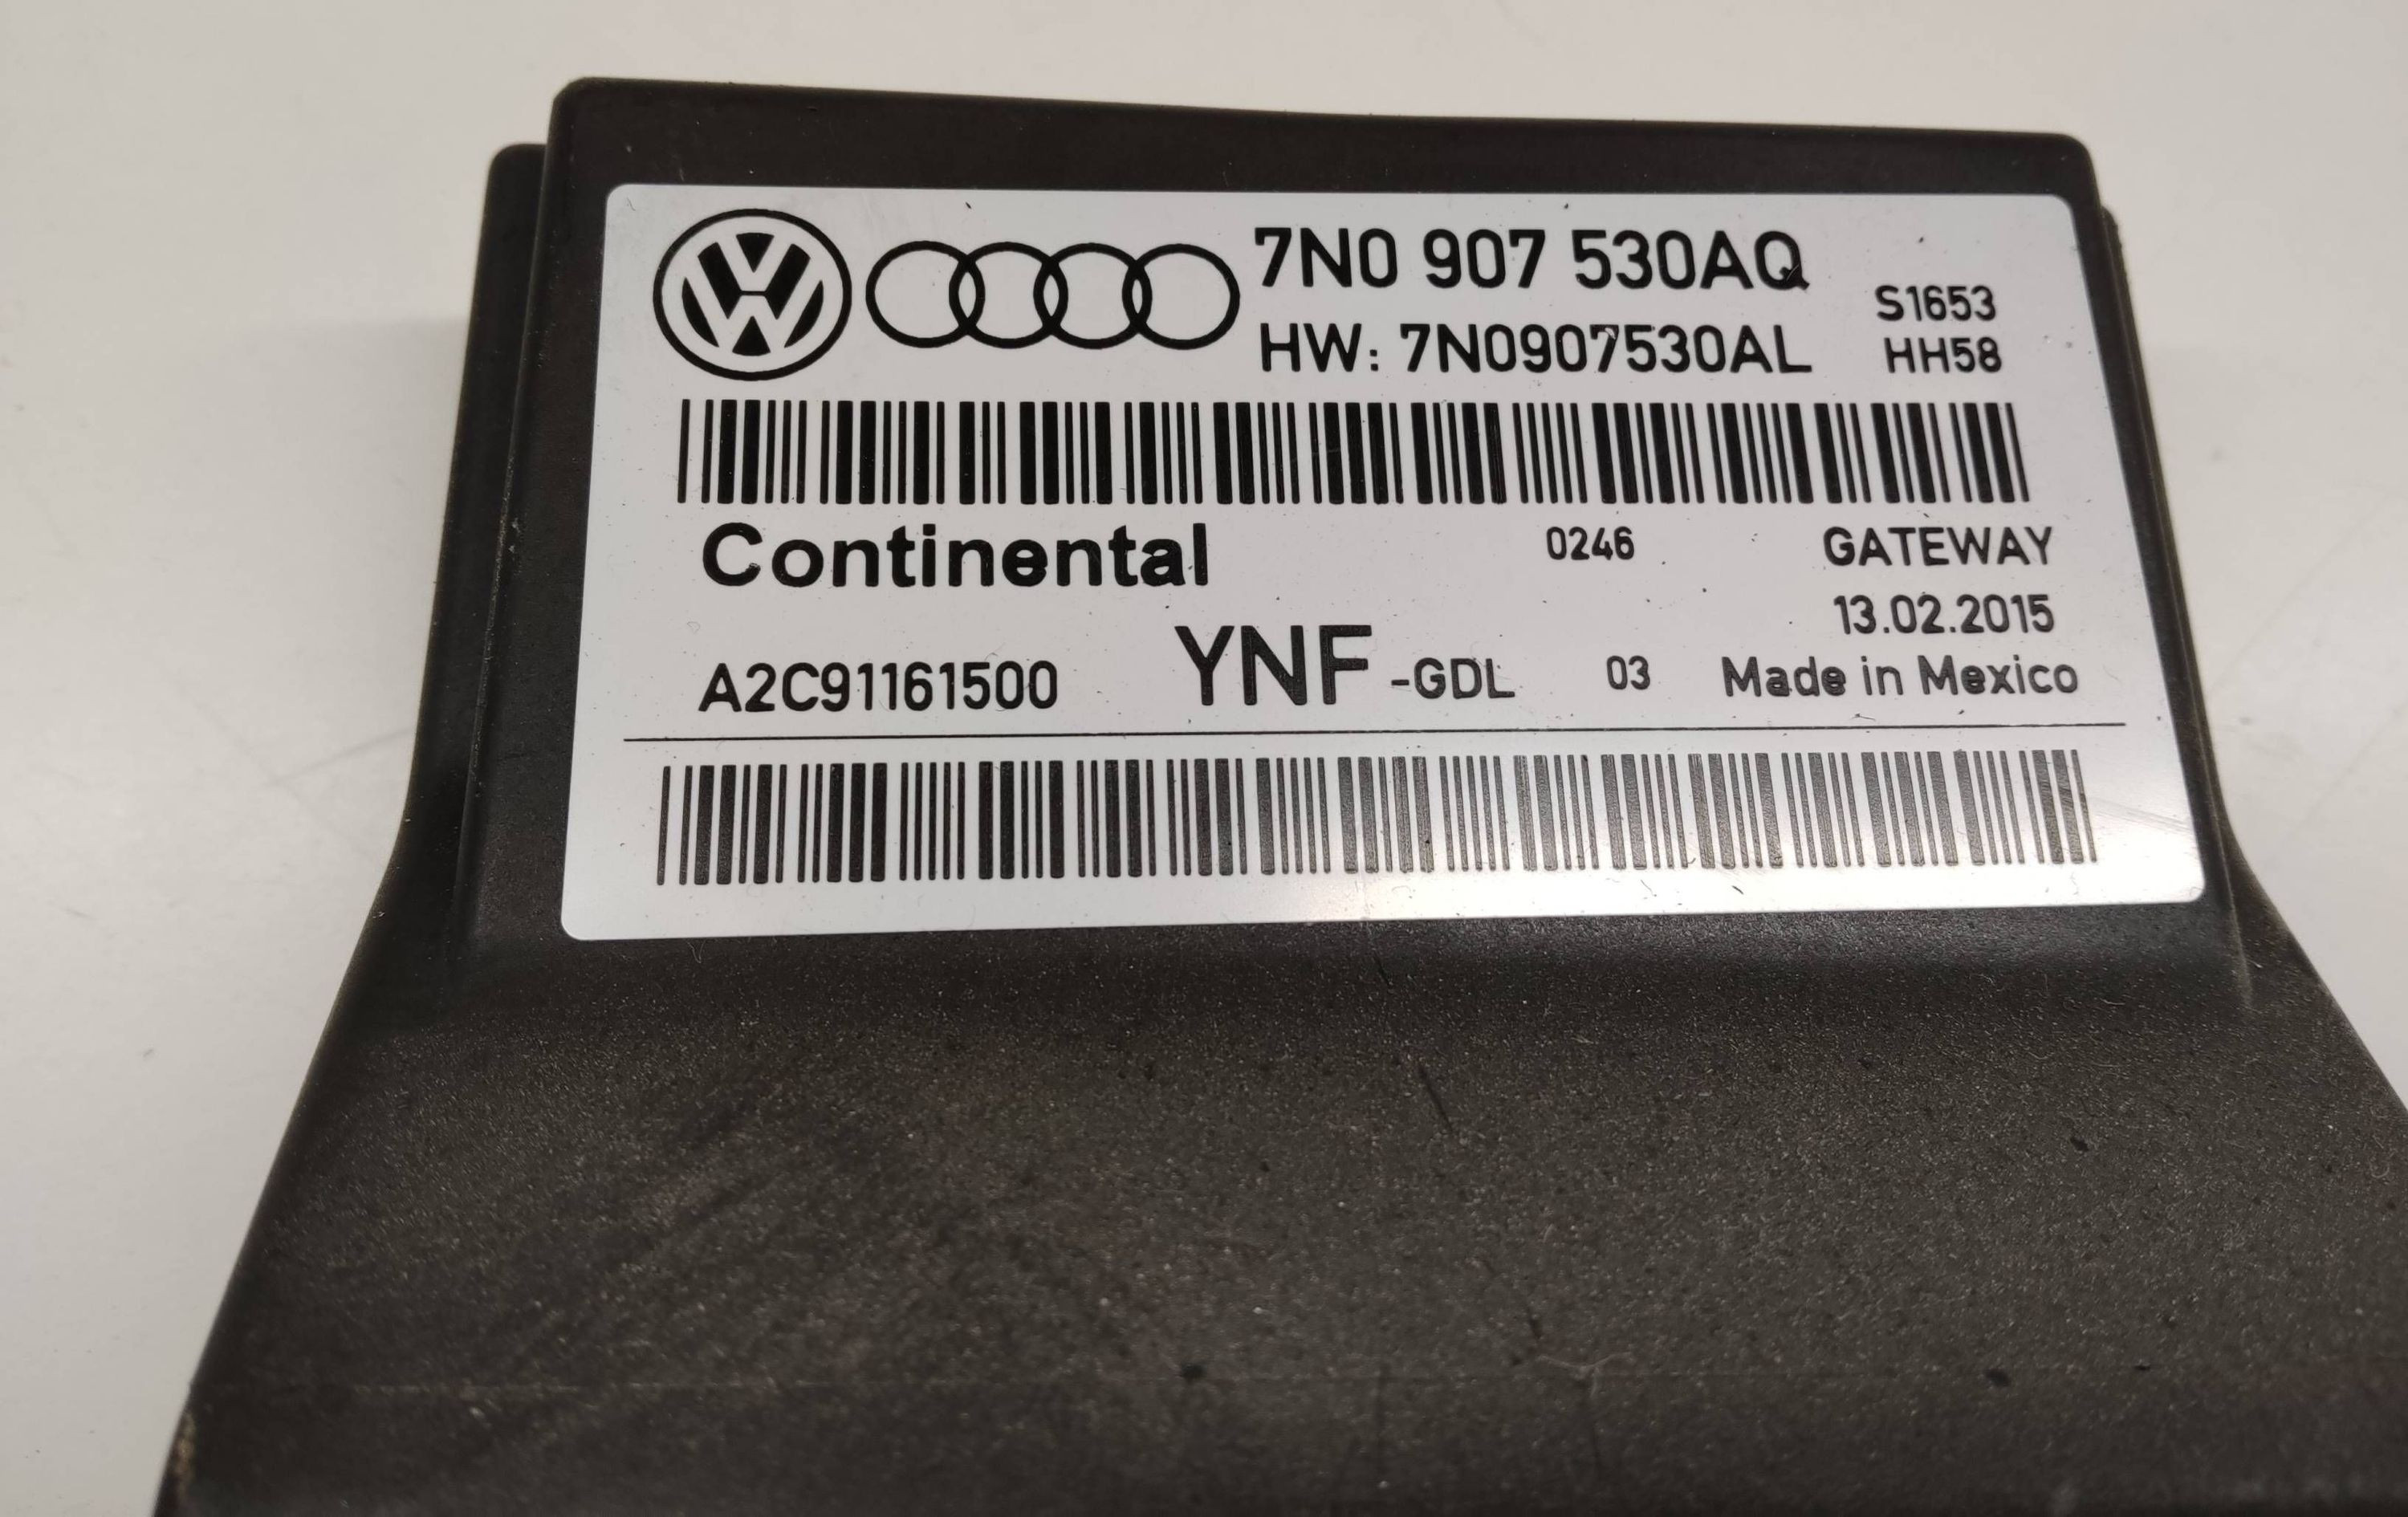 7N0 907 530AQ
S1653
HW: 7N0907530AL
HH58
Continental
0246
GATEWAY
13.02.2015
A2C91161500
YNF-GDL
03
Made in Mexico